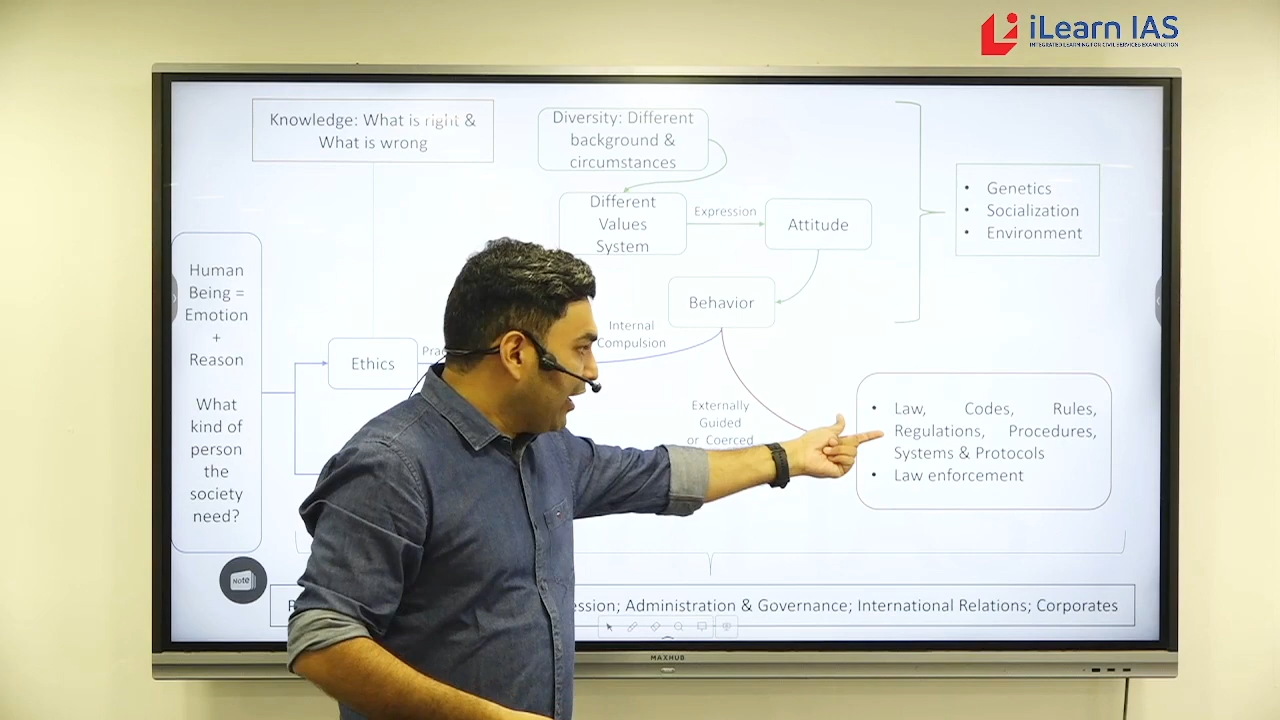 iLearn IAS
INTEGRATED LEARNING FOR CIVIL SERVICES EXAMINATION
Knowledge: What is right &
What is wrong
Diversity: Different
background &
circumstances
Different
Values
System
Expression
Attitude
• Genetics
• Socialization
• Environment
Human
Being =
Emotion
+
Reason
What
kind of
person
the
society
need?
Behavior
Internal
Compulsion
Ethics
Externally
Guided
or Coerced
• Law, Codes, Rules,
Regulations, Procedures,
Systems & Protocols
• Law enforcement
Note
Administration & Governance; International Relations; Corporates
MAXHUB